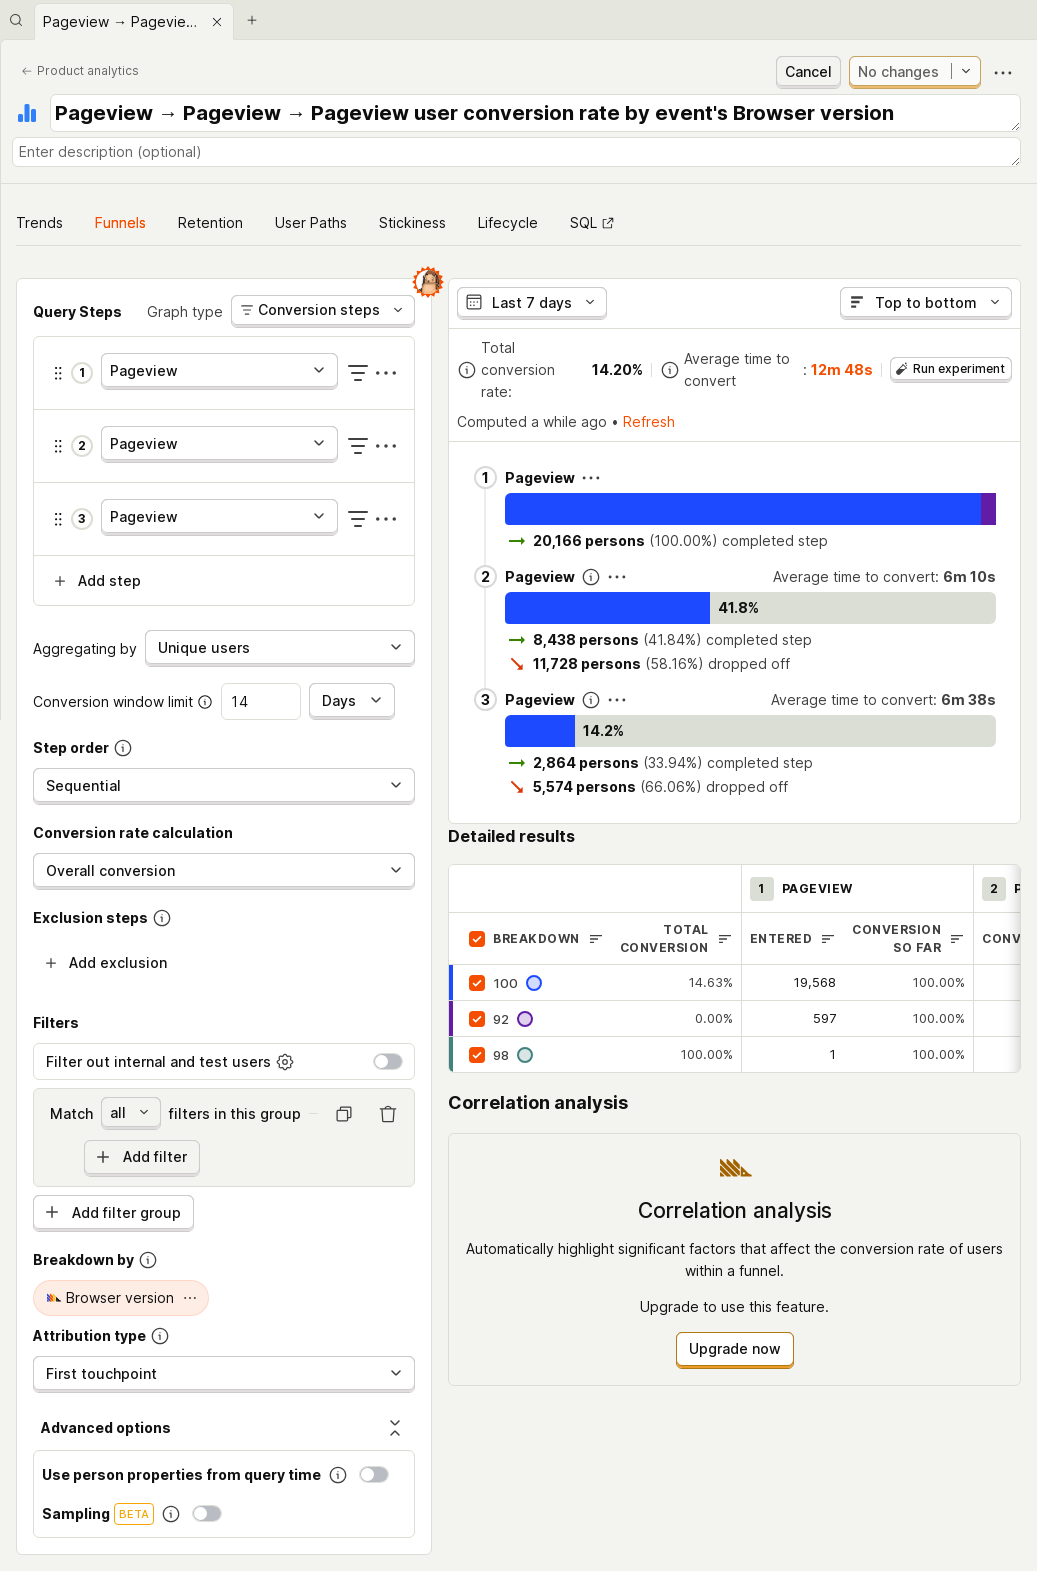 Pageview → Pagevie...
Product analytics
Cancel
No changes
Pageview → Pageview → Pageview user conversion rate by event's Browser version
Enter description (optional)
Trends
Funnels
Retention
User Paths
Stickiness
Lifecycle
SQL
Query Steps
Graph type
Conversion steps
1
Pageview
2
Pageview
3
Pageview
Add step
Aggregating by
Unique users
Conversion window limit
14
Days
Step order
Sequential
Conversion rate calculation
Overall conversion
Exclusion steps
Add exclusion
Filters
Filter out internal and test users
Match
all
filters in this group
Add filter
Add filter group
Breakdown by
Browser version
Attribution type
First touchpoint
Advanced options
Use person properties from query time
Sampling
BETA
Last 7 days
Top to bottom
Total
conversion
rate:
14.20%
Average time to
convert
: 12m 48s
Run experiment
Computed a while ago • Refresh
1
Pageview
20,166 persons (100.00%) completed step
2
Pageview
Average time to convert: 6m 10s
41.8%
8,438 persons (41.84%) completed step
11,728 persons (58.16%) dropped off
3
Pageview
Average time to convert: 6m 38s
14.2%
2,864 persons (33.94%) completed step
5,574 persons (66.06%) dropped off
Detailed results
1 PAGEVIEW
2 P
BREAKDOWN
TOTAL
CONVERSION
ENTERED
CONVERSION
SO FAR
CONV
100
14.63%
19,568
100.00%
92
0.00%
597
100.00%
98
100.00%
1
100.00%
Correlation analysis
Correlation analysis
Automatically highlight significant factors that affect the conversion rate of users
within a funnel.
Upgrade to use this feature.
Upgrade now